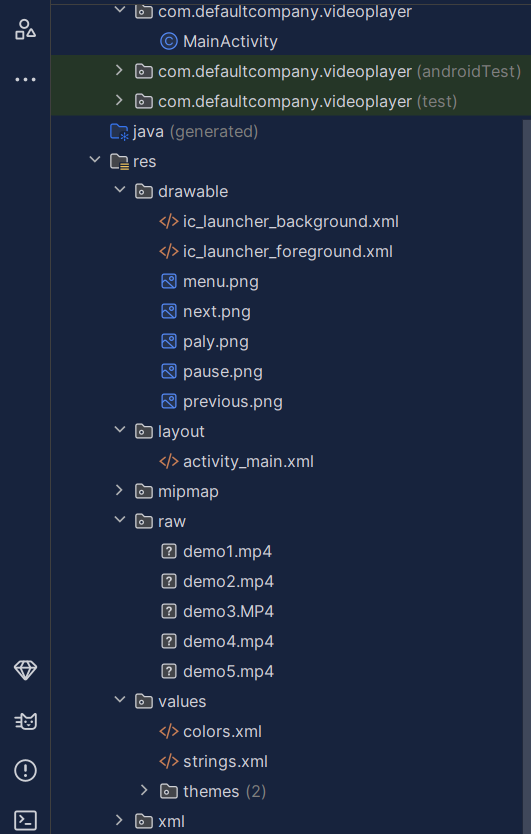 com.defaultcompany.videoplayer
MainActivity
com.defaultcompany.videoplayer (androidTest)
com.defaultcompany.videoplayer (test)
java (generated)
res
drawable
ic_launcher_background.xml
ic_launcher_foreground.xml
menu.png
next.png
paly.png
pause.png
previous.png
layout
activity_main.xml
mipmap
raw
demo1.mp4
demo2.mp4
demo3.MP4
demo4.mp4
demo5.mp4
values
colors.xml
strings.xml
themes (2)
xml